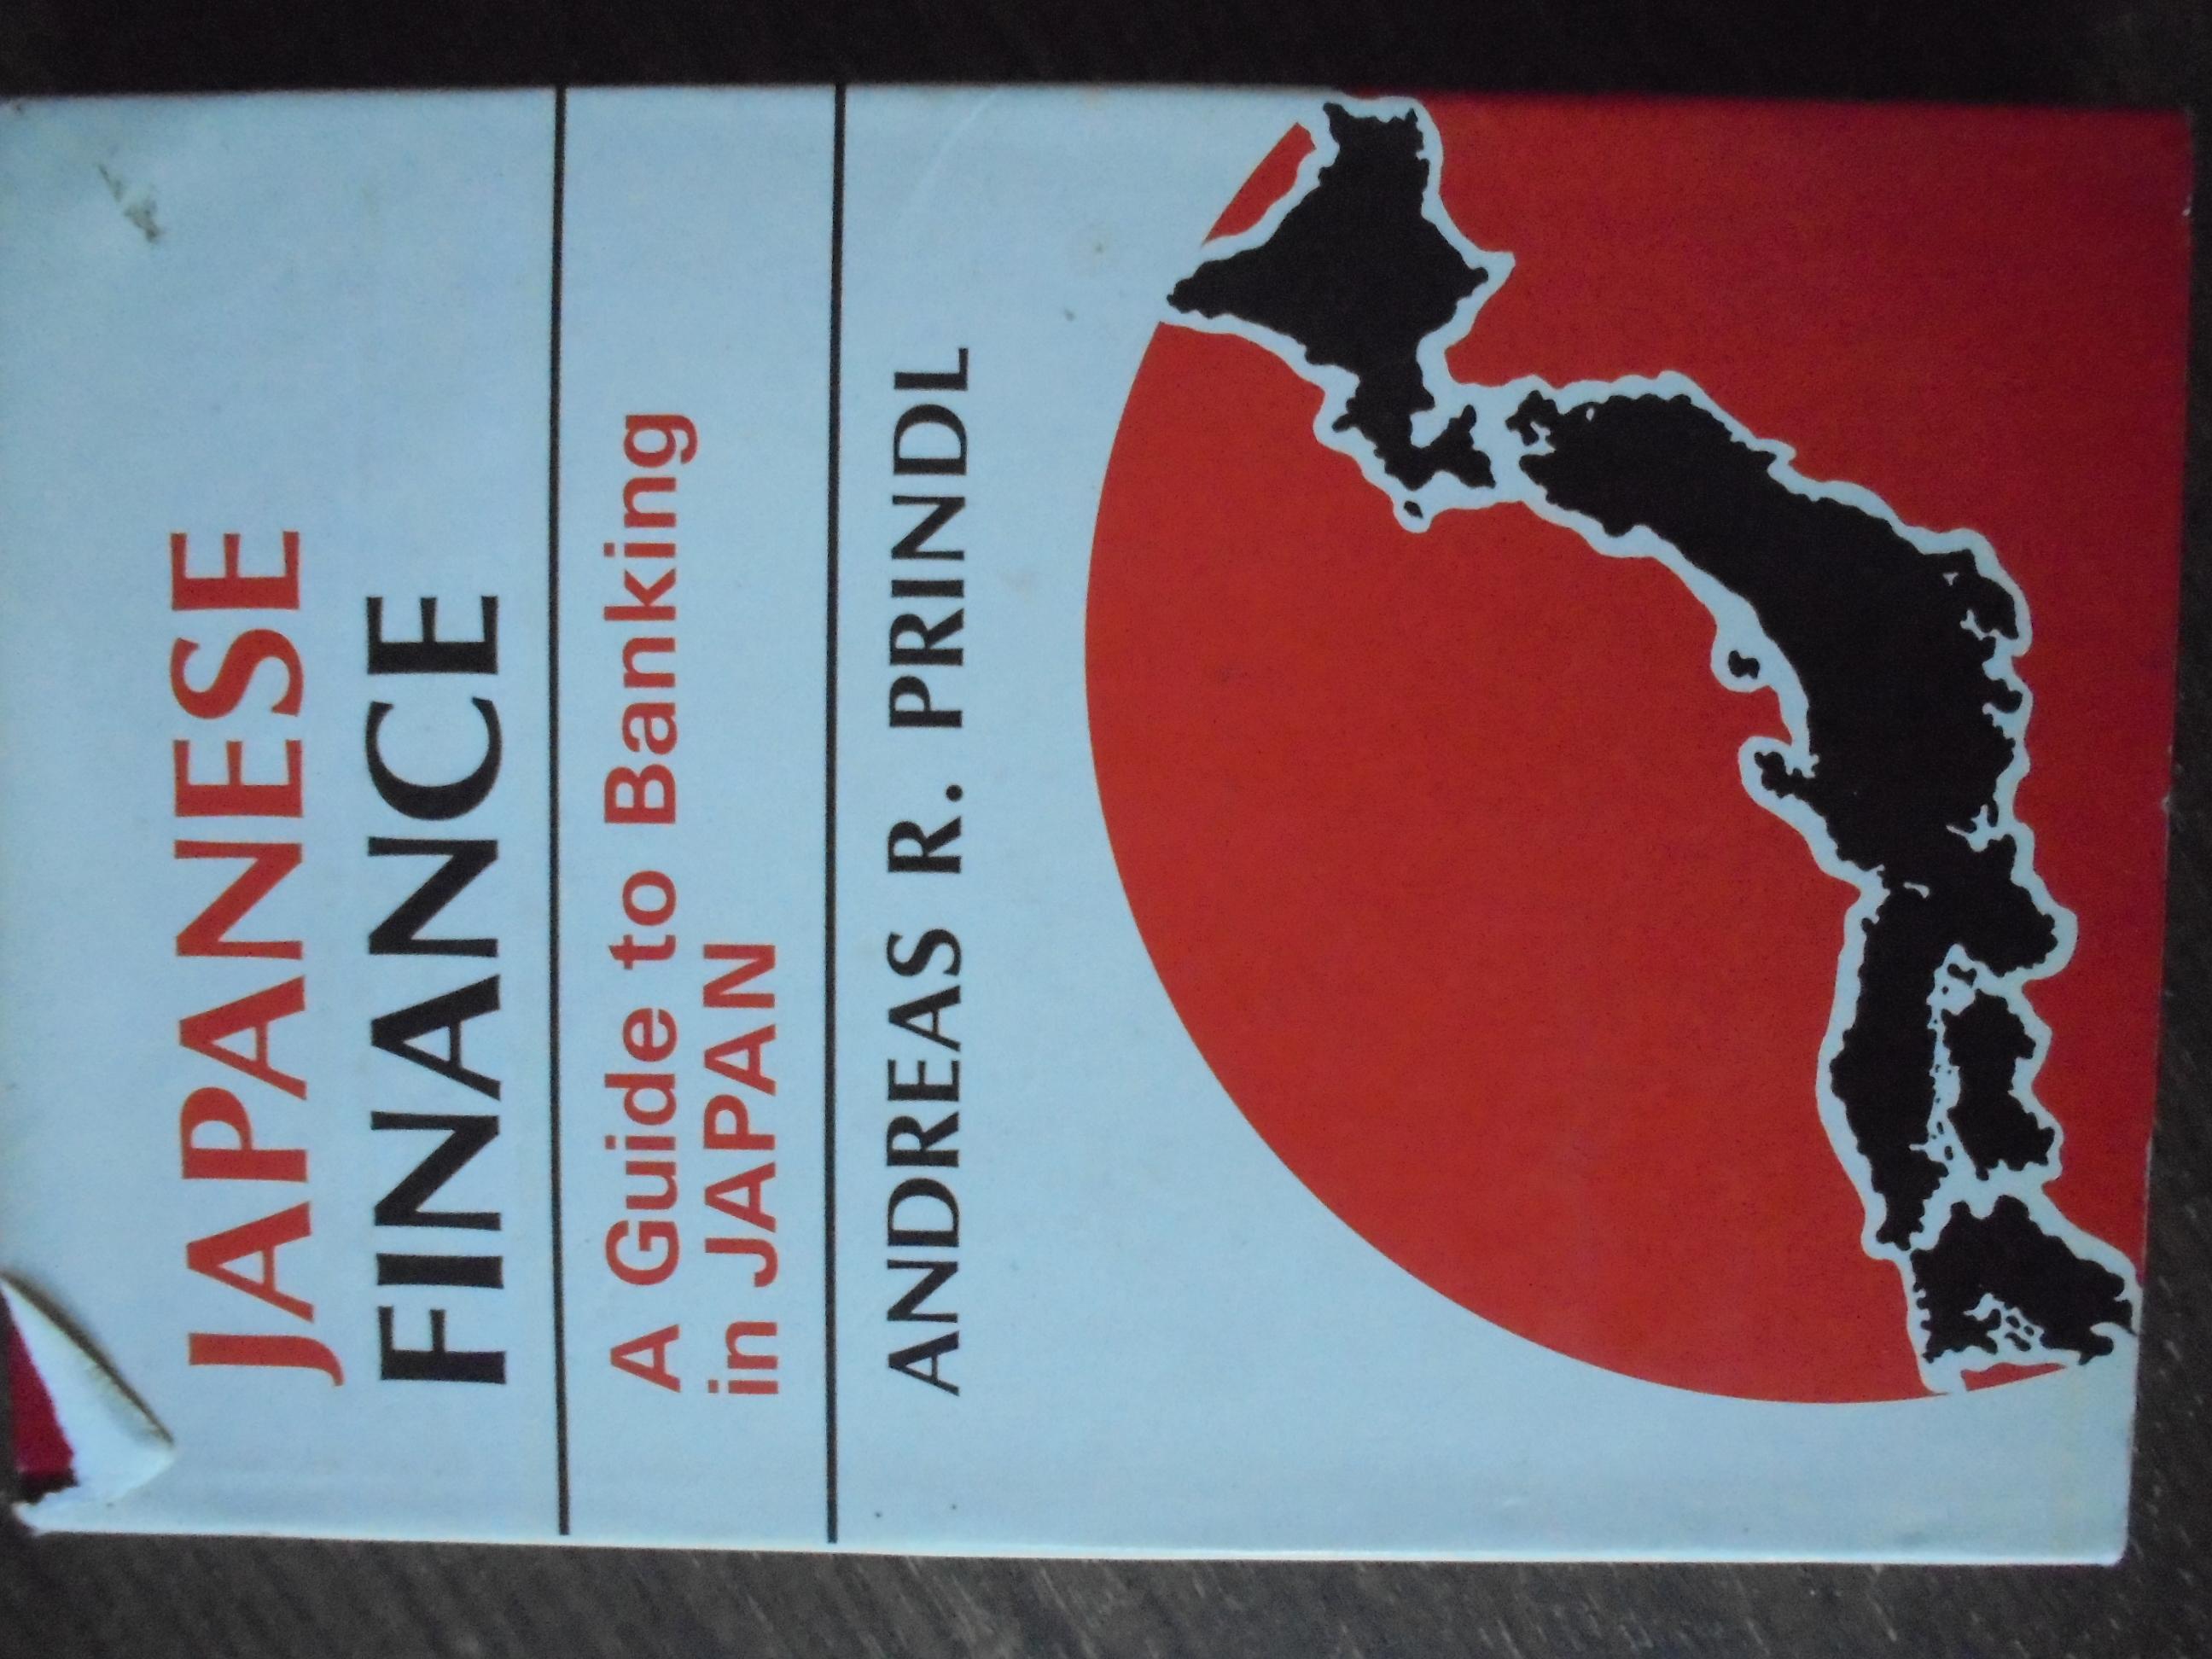 JAPANESE
FINANCE
A Guide to Banking
in JAPAN
ANDREAS R. PRINDL